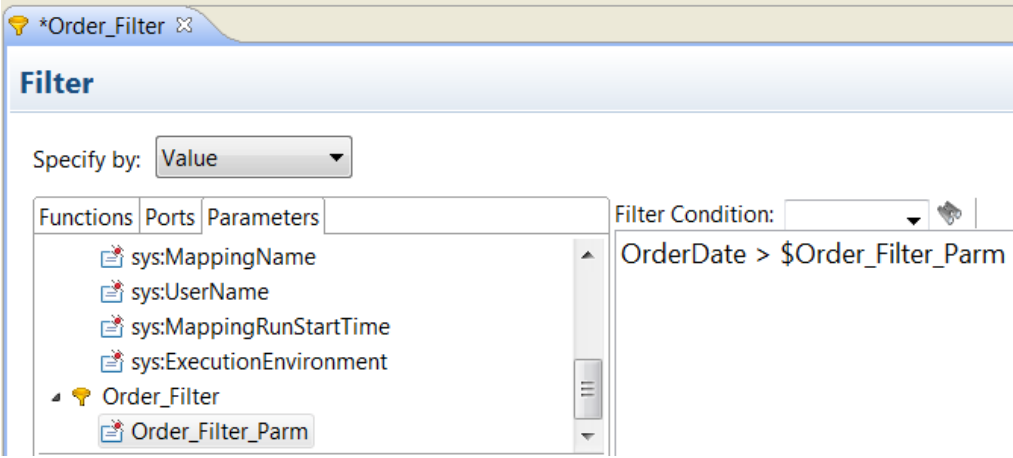 *Order_Filter
Filter
Specify by: Value
Functions Ports Parameters
Filter Condition:
sys:MappingName
sys:UserName
sys:MappingRunStartTime
sys:ExecutionEnvironment
Order_Filter
Order_Filter_Parm
OrderDate > $Order_Filter_Parm